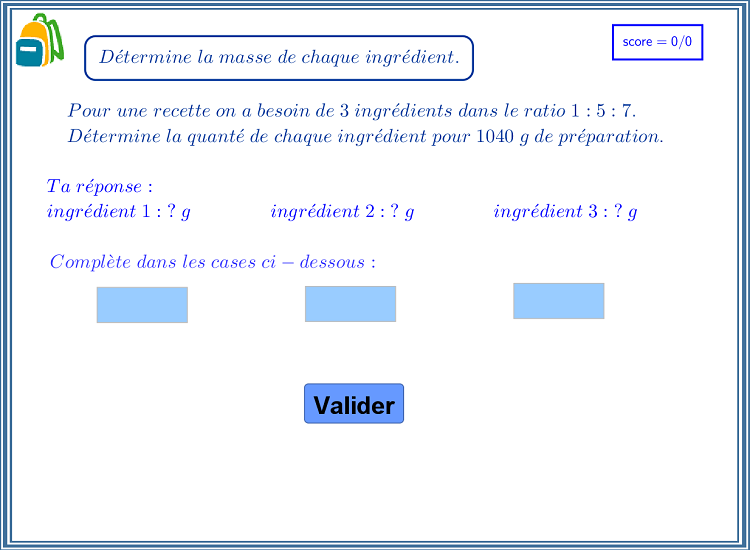 Détermine la masse de chaque ingrédient.
score = 0/0
Pour une recette on a besoin de 3 ingrédients dans le ratio 1 : 5 : 7.
Détermine la quanté de chaque ingrédient pour 1040 g de préparation.
Ta réponse :
ingrédient 1 : ? g ingrédient 2 : ? g ingrédient 3 : ? g
Complète dans les cases ci − dessous :
Valider